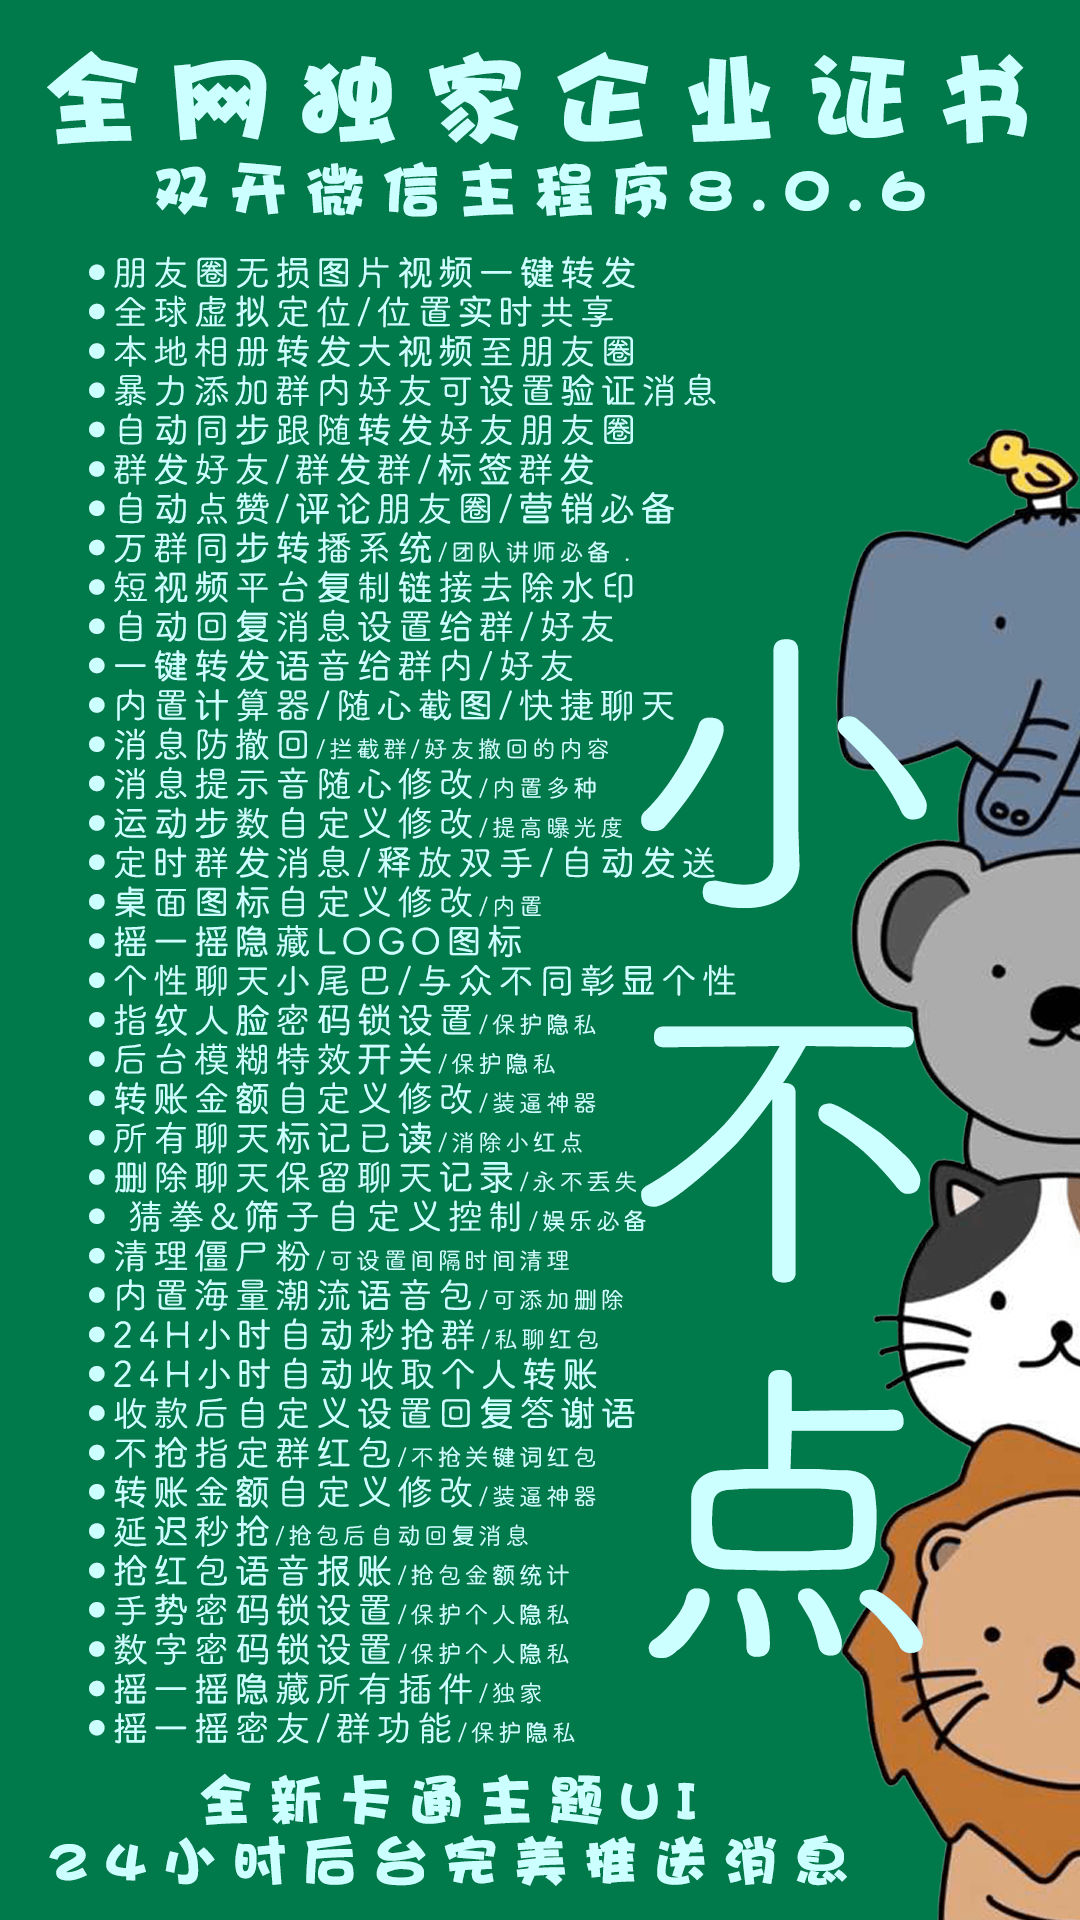 全网独家企业证书
双开微信主程序8.0.6
●朋友圈无损图片视频一键转发
●全球虚拟定位/位置实时共享
●本地相册转发大视频至朋友圈
●暴力添加群内好友可设置验证消息
●自动同步跟随转发好友朋友圈
●群发好友/群发群/标签群发
●自动点赞/评论朋友圈/营销必备
●万群同步转播系统/团队讲师必备.
●短视频平台复制链接去除水印
●自动回复消息设置给群/好友
●一键转发语音给群内/好友
●内置计算器/随心截图/快捷聊天
●消息防撤回/拦截群/好友撤回的内容
●消息提示音随心修改/内置多种
●运动步数自定义修改/提高曝光度
●定时群发消息/释放双手/自动发送
●桌面图标自定义修改/内置
●摇一摇隐藏LOGO图标
●个性聊天小尾巴/与众不同彰显个性
●指纹人脸密码锁设置/保护隐私
●后台模糊特效开关/保护隐私
●转账金额自定义修改/装逼神器
●所有聊天标记已读/消除小红点
●删除聊天保留聊天记录/永不丢失
● 猜拳&筛子自定义控制/娱乐必备
●清理僵尸粉/可设置间隔时间清理
●内置海量潮流语音包/可添加删除
●24H小时自动秒抢群/私聊红包
●24H小时自动收取个人转账
●收款后自定义设置回复答谢语
●不抢指定群红包/不抢关键词红包
●转账金额自定义修改/装逼神器
●延迟秒抢/抢包后自动回复消息
●抢红包语音报账/抢包金额统计
●手势密码锁设置/保护个人隐私
●数字密码锁设置/保护个人隐私
●摇一摇隐藏所有插件/独家
●摇一摇密友/群功能/保护隐私
小不点
全新卡通主题UI
24小时后台完美推送消息